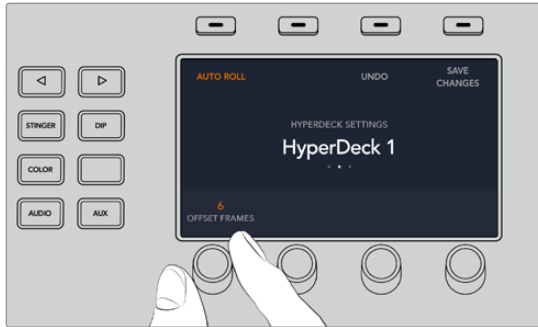 AUTO ROLL
UNDO
SAVE
CHANGES
STINGER
DIP
HYPERDECK SETTINGS
HyperDeck 1
COLOR
AUDIO
AUX
6
OFFSET FRAMES